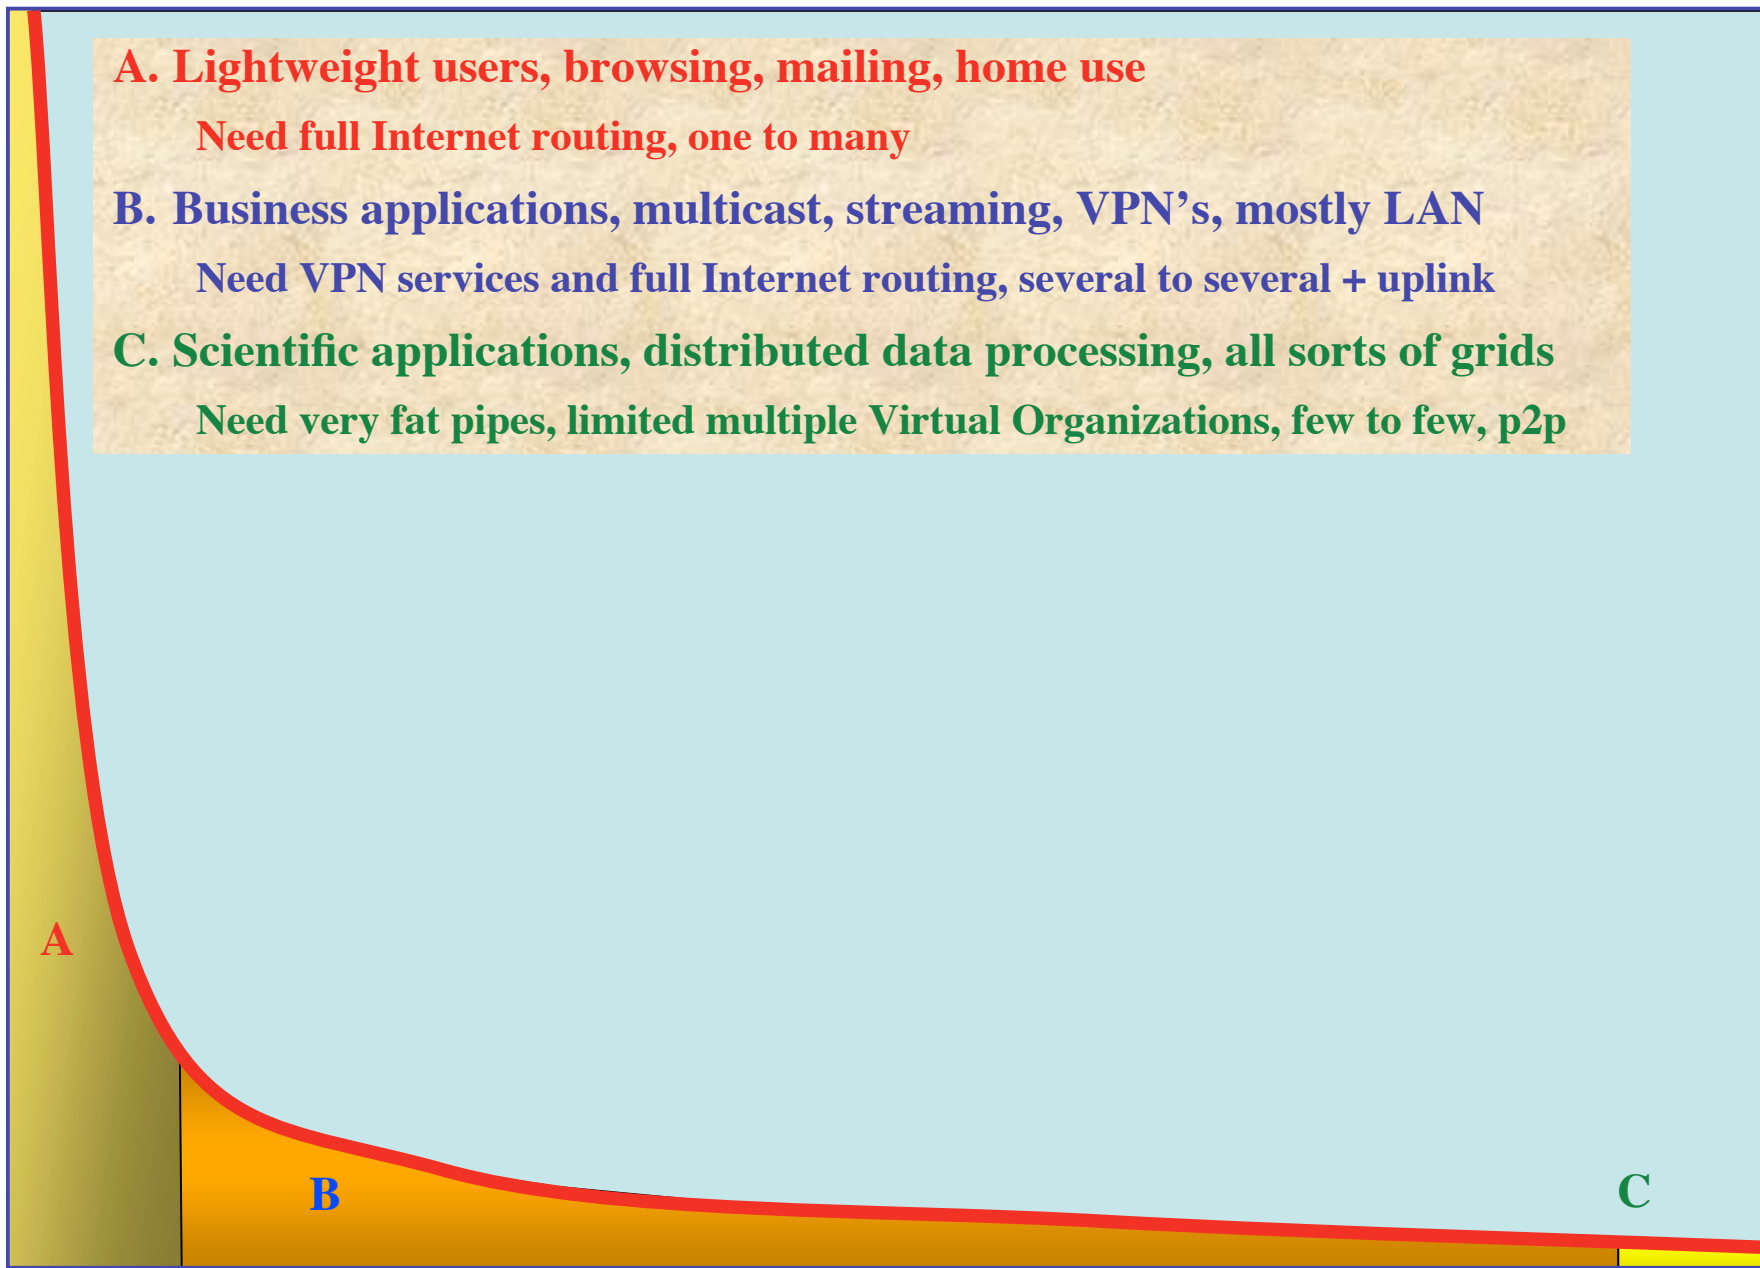 A. Lightweight users, browsing, mailing, home use
Need full Internet routing, one to many
B. Business applications, multicast, streaming, VPN’s, mostly LAN
Need VPN services and full Internet routing, several to several + uplink
C. Scientific applications, distributed data processing, all sorts of grids
Need very fat pipes, limited multiple Virtual Organizations, few to few, p2p
A
B
C